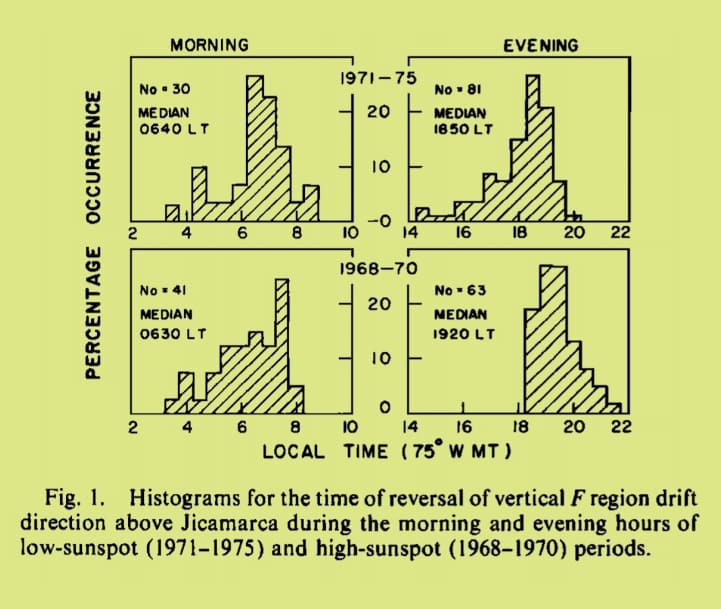 MORNING EVENING
1971–75
No = 30
MEDIAN
0640 LT
No = 81
MEDIAN
1850 LT
PERCENTAGE OCCURRENCE
20
10
0
2 4 6 8 10 14 16 18 20 22
1968–70
No = 41
MEDIAN
0630 LT
No = 63
MEDIAN
1920 LT
20
10
0
2 4 6 8 10 14 16 18 20 22
LOCAL TIME (75° W MT)
Fig. 1. Histograms for the time of reversal of vertical F region drift
direction above Jicamarca during the morning and evening hours of
low-sunspot (1971–1975) and high-sunspot (1968–1970) periods.